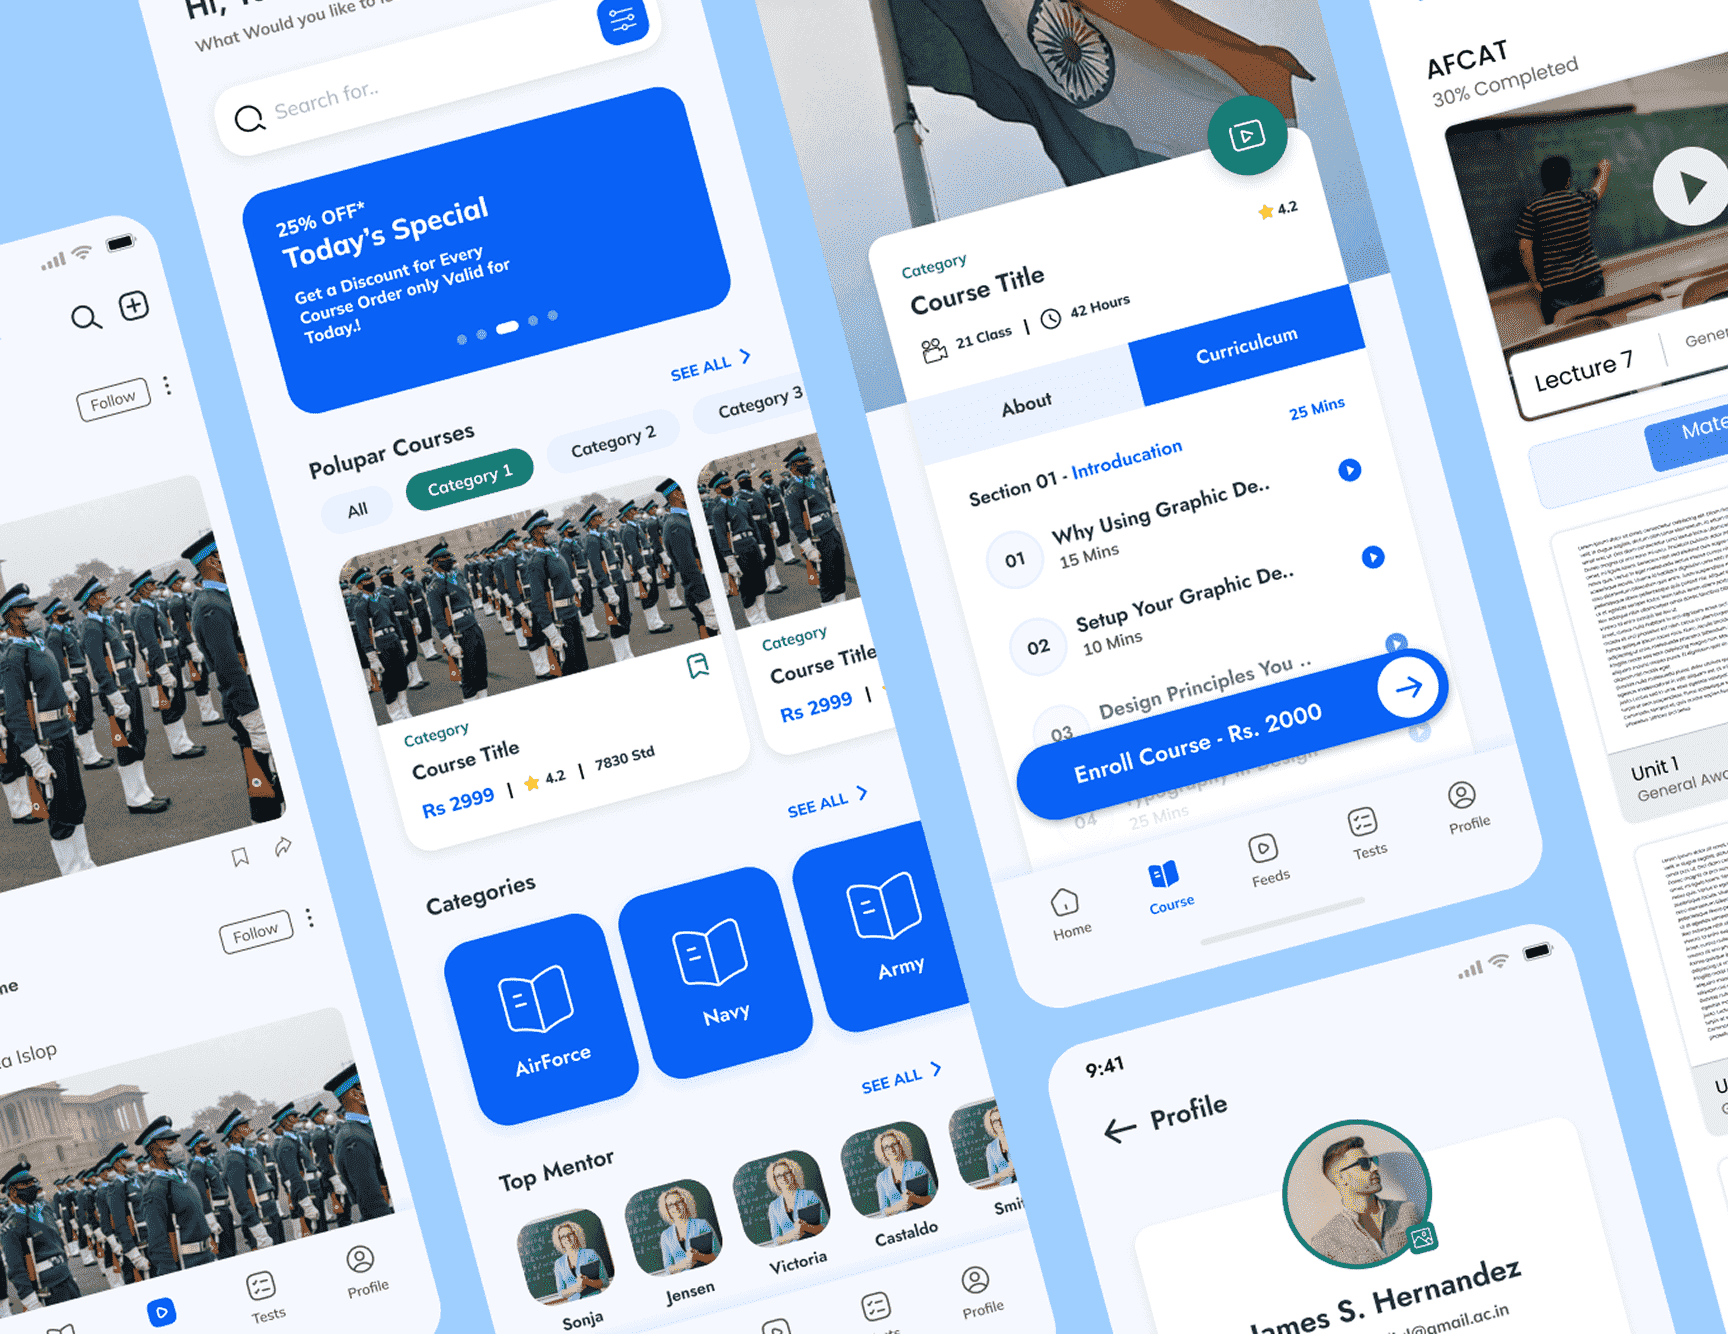 Follow
Follow
me
a Islop
Tests
Profile
Hi,
What Would you like to
Search for..
25% OFF*
Today's Special
Get a Discount for Every
Course Order only Valid for
Today.!
SEE ALL
Polupar Courses
All
Category 1
Category 2
Category 3
Category
Course Title
Rs 2999 | 4.2 | 7830 Std
Category
Course Title
Rs 2999 |
SEE ALL
Categories
AirForce
Navy
Army
SEE ALL
Top Mentor
Sonja
Jensen
Victoria
Castaldo
Smi
Profile
4.2
Category
Course Title
21 Class | 42 Hours
About
Curriculcum
Section 01 - Introducation
25 Mins
01
Why Using Graphic De..
15 Mins
02
Setup Your Graphic De..
10 Mins
03
Design Principles You ..
Enroll Course - Rs. 2000
04
Typography in Design
25 Mins
Home
Course
Feeds
Tests
Profile
9:41
Profile
James S. Hernandez
@gmail.ac.in
AFCAT
30% Completed
Lecture 7
Gener
Mate
Unit 1
General Awa
U
G